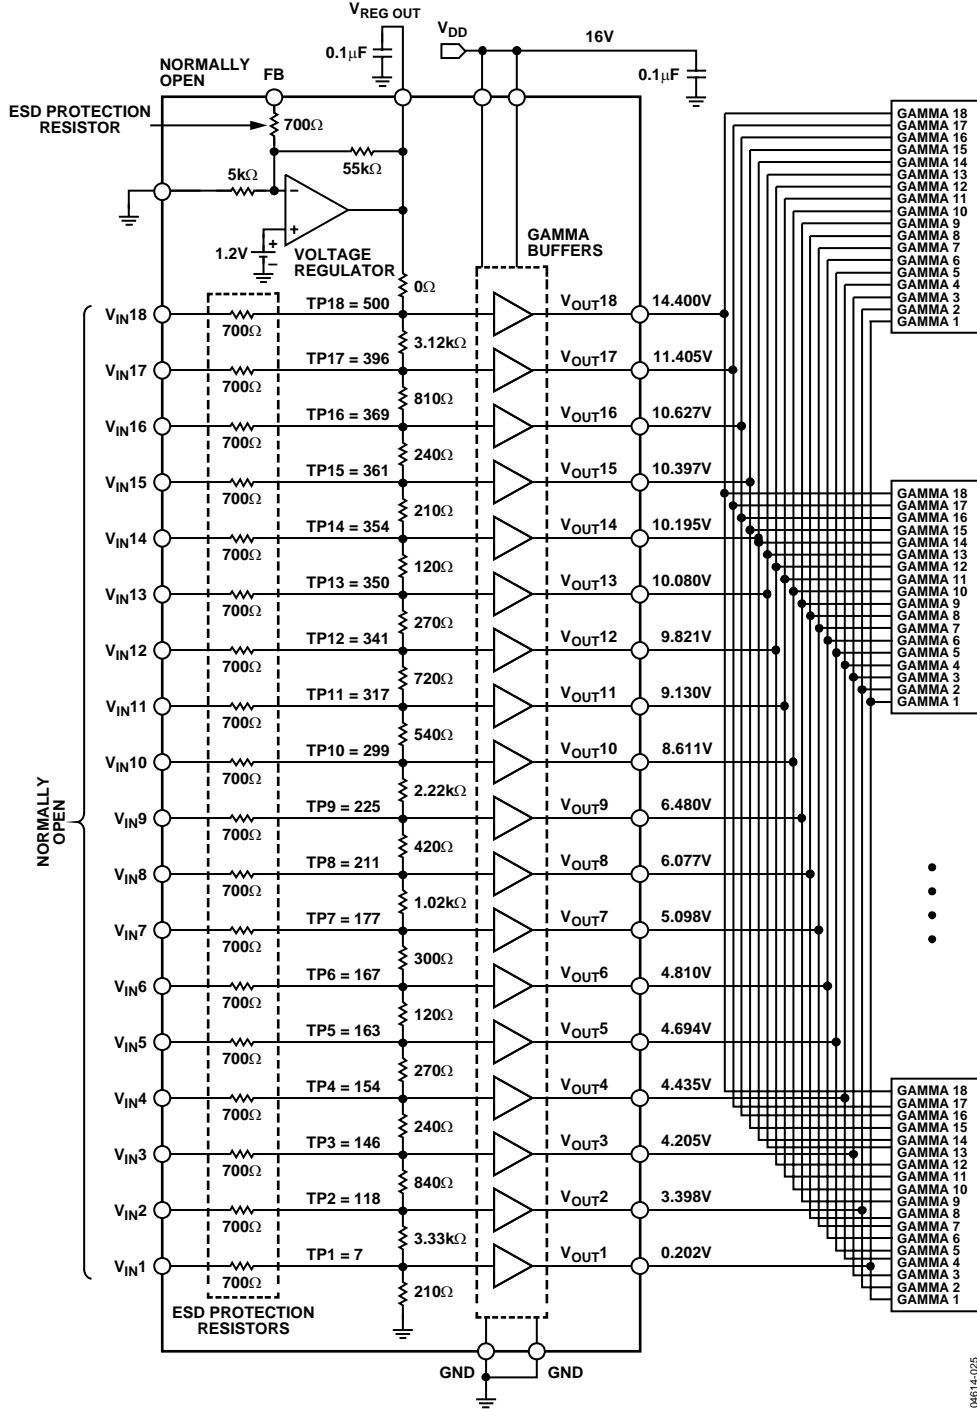 V REG OUT
V DD
16V
0.1µF
0.1µF
NORMALLY
OPEN
FB
ESD PROTECTION
RESISTOR
700Ω
55kΩ
5kΩ
−
+
1.2V
+
−
VOLTAGE
REGULATOR
GAMMA
BUFFERS
0Ω
NORMALLY
OPEN
VIN18
700Ω
TP18 = 500
VOUT18
14.400V
3.12kΩ
VIN17
700Ω
TP17 = 396
VOUT17
11.405V
810Ω
VIN16
700Ω
TP16 = 369
VOUT16
10.627V
240Ω
VIN15
700Ω
TP15 = 361
VOUT15
10.397V
210Ω
VIN14
700Ω
TP14 = 354
VOUT14
10.195V
120Ω
VIN13
700Ω
TP13 = 350
VOUT13
10.080V
270Ω
VIN12
700Ω
TP12 = 341
VOUT12
9.821V
720Ω
VIN11
700Ω
TP11 = 317
VOUT11
9.130V
540Ω
VIN10
700Ω
TP10 = 299
VOUT10
8.611V
2.22kΩ
VIN9
700Ω
TP9 = 225
VOUT9
6.480V
420Ω
VIN8
700Ω
TP8 = 211
VOUT8
6.077V
1.02kΩ
VIN7
700Ω
TP7 = 177
VOUT7
5.098V
300Ω
VIN6
700Ω
TP6 = 167
VOUT6
4.810V
120Ω
VIN5
700Ω
TP5 = 163
VOUT5
4.694V
270Ω
VIN4
700Ω
TP4 = 154
VOUT4
4.435V
240Ω
VIN3
700Ω
TP3 = 146
VOUT3
4.205V
840Ω
VIN2
700Ω
TP2 = 118
VOUT2
3.398V
3.33kΩ
VIN1
700Ω
TP1 = 7
VOUT1
0.202V
210Ω
ESD PROTECTION
RESISTORS
GND
GND
GAMMA 18
GAMMA 17
GAMMA 16
GAMMA 15
GAMMA 14
GAMMA 13
GAMMA 12
GAMMA 11
GAMMA 10
GAMMA 9
GAMMA 8
GAMMA 7
GAMMA 6
GAMMA 5
GAMMA 4
GAMMA 3
GAMMA 2
GAMMA 1
GAMMA 18
GAMMA 17
GAMMA 16
GAMMA 15
GAMMA 14
GAMMA 13
GAMMA 12
GAMMA 11
GAMMA 10
GAMMA 9
GAMMA 8
GAMMA 7
GAMMA 6
GAMMA 5
GAMMA 4
GAMMA 3
GAMMA 2
GAMMA 1
GAMMA 18
GAMMA 17
GAMMA 16
GAMMA 15
GAMMA 14
GAMMA 13
GAMMA 12
GAMMA 11
GAMMA 10
GAMMA 9
GAMMA 8
GAMMA 7
GAMMA 6
GAMMA 5
GAMMA 4
GAMMA 3
GAMMA 2
GAMMA 1
04614-025